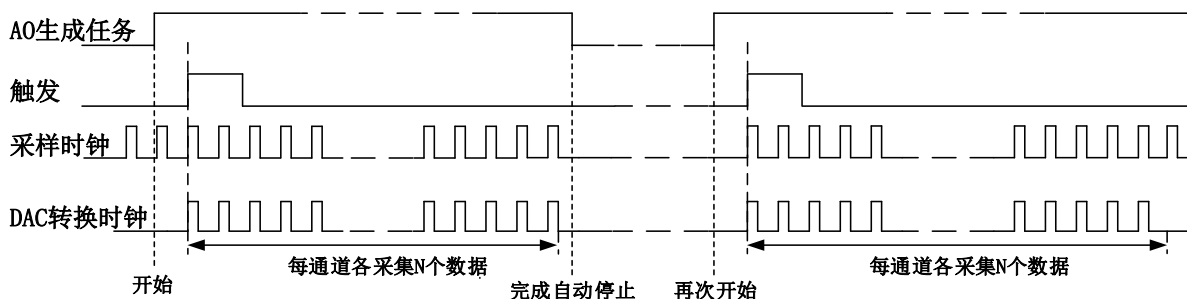 AO生成任务
触发
采样时钟
DAC转换时钟
每通道各采集N个数据
每通道各采集N个数据
开始
完成自动停止
再次开始